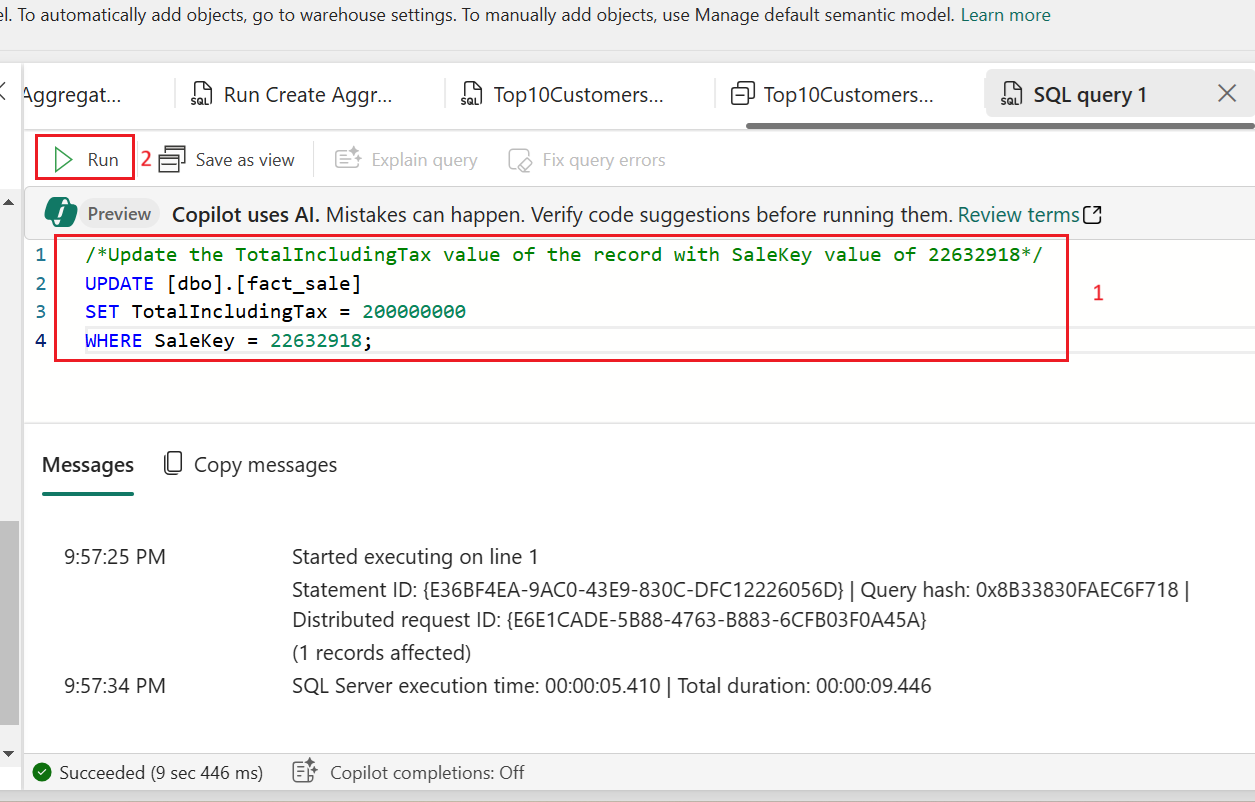 el. To automatically add objects, go to warehouse settings. To manually add objects, use Manage default semantic model. Learn more
Aggregat... SQL Run Create Aggr... SQL Top10Customers... Top10Customers... SQL SQL query 1
Run 2 Save as view Explain query Fix query errors
Preview Copilot uses AI. Mistakes can happen. Verify code suggestions before running them. Review terms
1 /*Update the TotalIncludingTax value of the record with SaleKey value of 22632918*/
2 UPDATE [dbo].[fact_sale]
1
3 SET TotalIncludingTax = 200000000
4 WHERE SaleKey = 22632918;
Messages Copy messages
9:57:25 PM Started executing on line 1
Statement ID: {E36BF4EA-9AC0-43E9-830C-DFC12226056D} | Query hash: 0x8B33830FAEC6F718 |
Distributed request ID: {E6E1CADE-5B88-4763-B883-6CFB03F0A45A}
(1 records affected)
9:57:34 PM SQL Server execution time: 00:00:05.410 | Total duration: 00:00:09.446
Succeeded (9 sec 446 ms) Copilot completions: Off